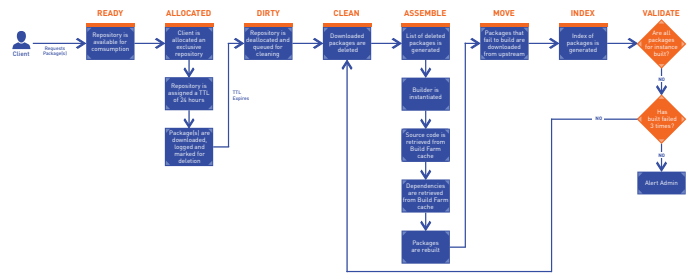 READY
ALLOCATED
DIRTY
CLEAN
ASSEMBLE
MOVE
INDEX
VALIDATE
Client
Requests
Package(s)
Repository is
available for
comsumption
Client is
allocated an
exclusive
repository
Repository is
assigned a TTL
of 24 hours
Package(s) are
downloaded,
logged and
marked for
deletion
TTL
Expires
Repository is
deallocated and
queued for
cleaning
Downloaded
packages are
deleted
List of deleted
packages is
generated
Builder is
instantiated
Source code is
retrieved from
Build Farm
cache
Dependencies
are retrieved
from Build Farm
cache
Packages
are rebuilt
Packages that
fail to build are
downloaded
from upstream
Index of
packages is
generated
Are all
packages
for instance
built?
NO
Has
built failed
3 times?
NO
NO
Alert Admin